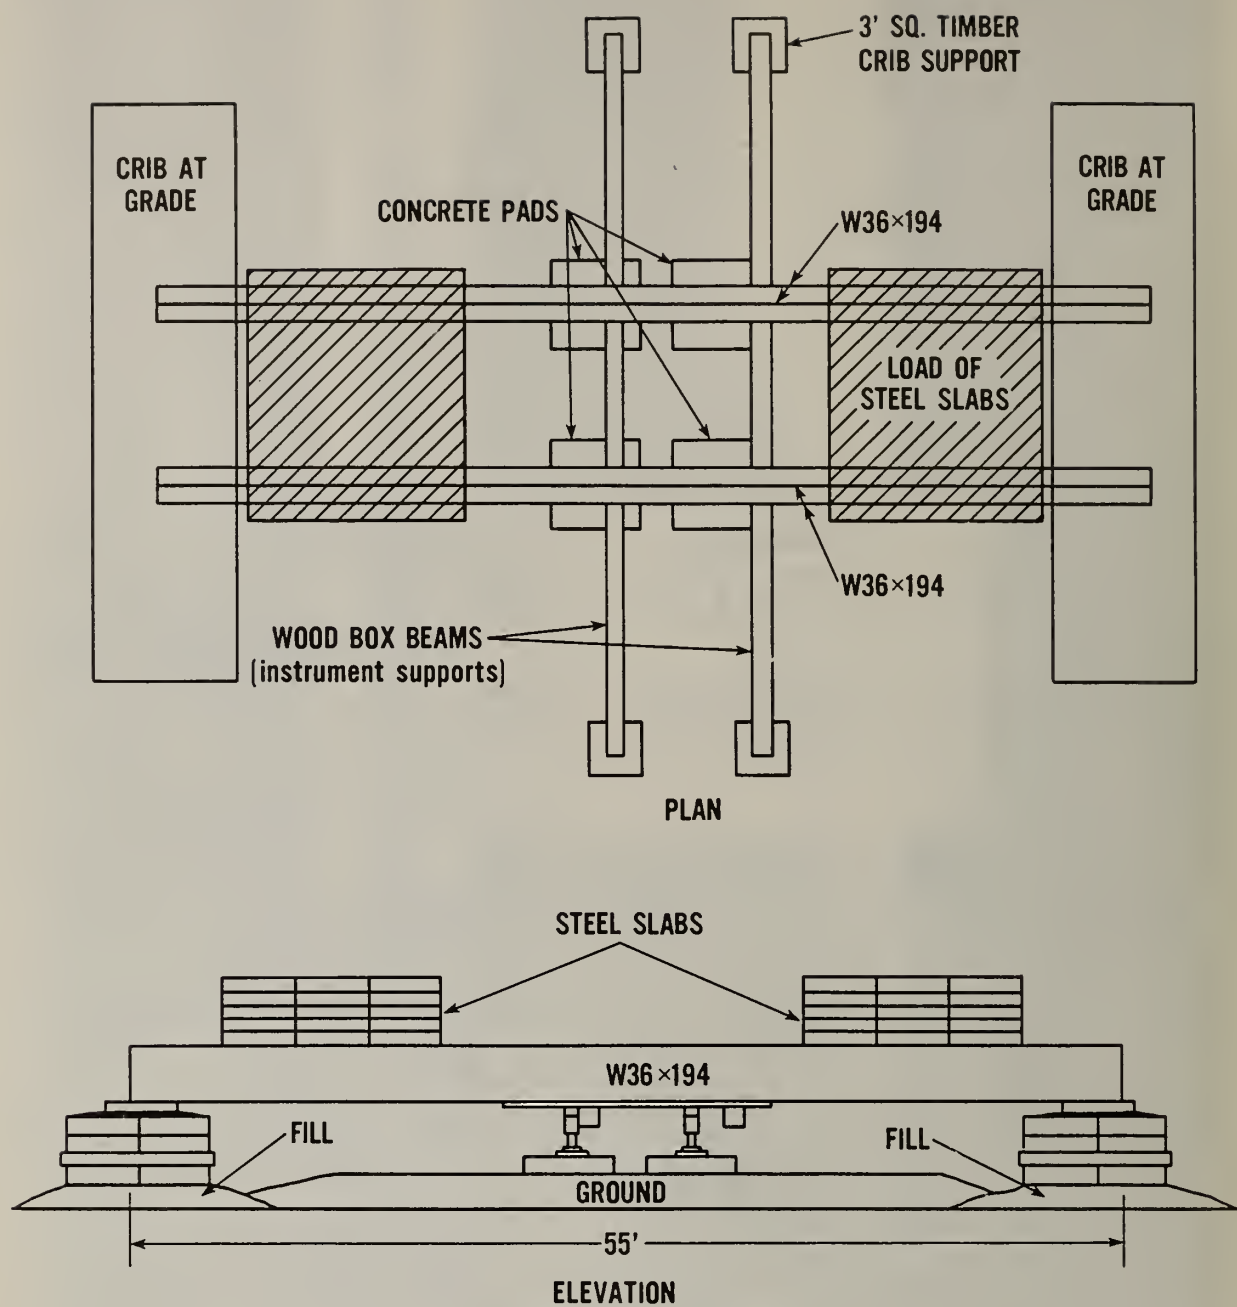 3' SQ. TIMBER
CRIB SUPPORT
CRIB AT
GRADE
CRIB AT
GRADE
CONCRETE PADS
W36×194
LOAD OF
STEEL SLABS
W36×194
WOOD BOX BEAMS
(instrument supports)
PLAN
STEEL SLABS
W36×194
FILL
FILL
GROUND
55'
ELEVATION